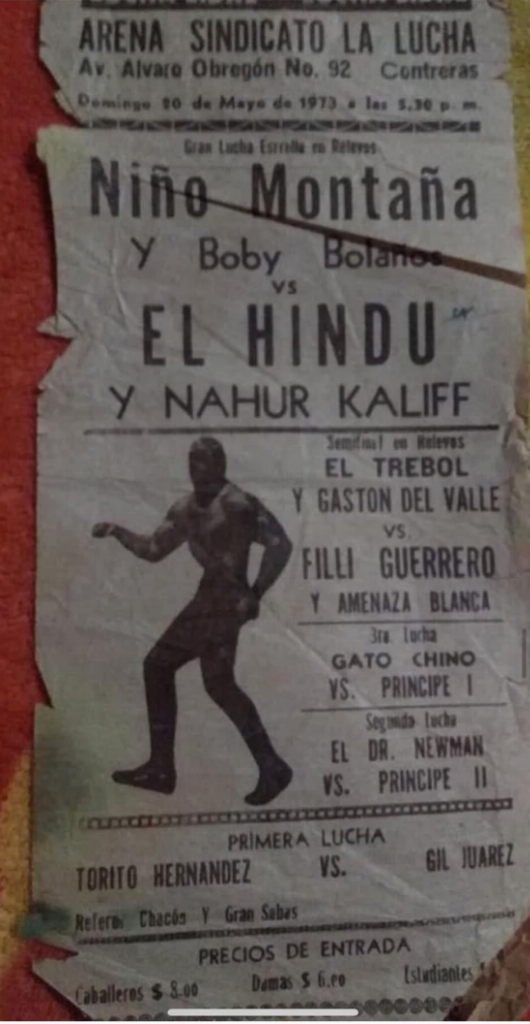 ARENA SINDICATO LA LUCHA
Av. Alvaro Obregón No. 92 Contreras
Domingo 20 de Mayo de 1973 a las 5.30 p. m.
Gran Lucha Estrella en Relevos
Niño Montaña
Y Boby Bolaños
VS
EL HINDU
Y NAHUR KALIFF
Semifinal en Relevos
EL TREBOL
Y GASTON DEL VALLE
VS.
FILLI GUERRERO
Y AMENAZA BLANCA
3ra. Lucha
GATO CHINO
VS. PRINCIPE I
Segunda Lucha
EL DR. NEWMAN
VS. PRINCIPE II
PRIMERA LUCHA
TORITO HERNANDEZ VS. GIL JUAREZ
Referis Chacón Y Gran Sabas
PRECIOS DE ENTRADA
Caballeros $ 8.00 Damas $ 6.00 Estudiantes $